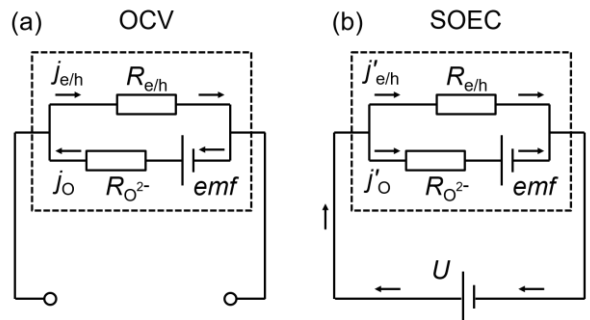 (a) OCV
j_e/h R_e/h
j_O R_O²⁻ emf
(b) SOEC
j'_e/h R_e/h
j'_O R_O²⁻ emf
U